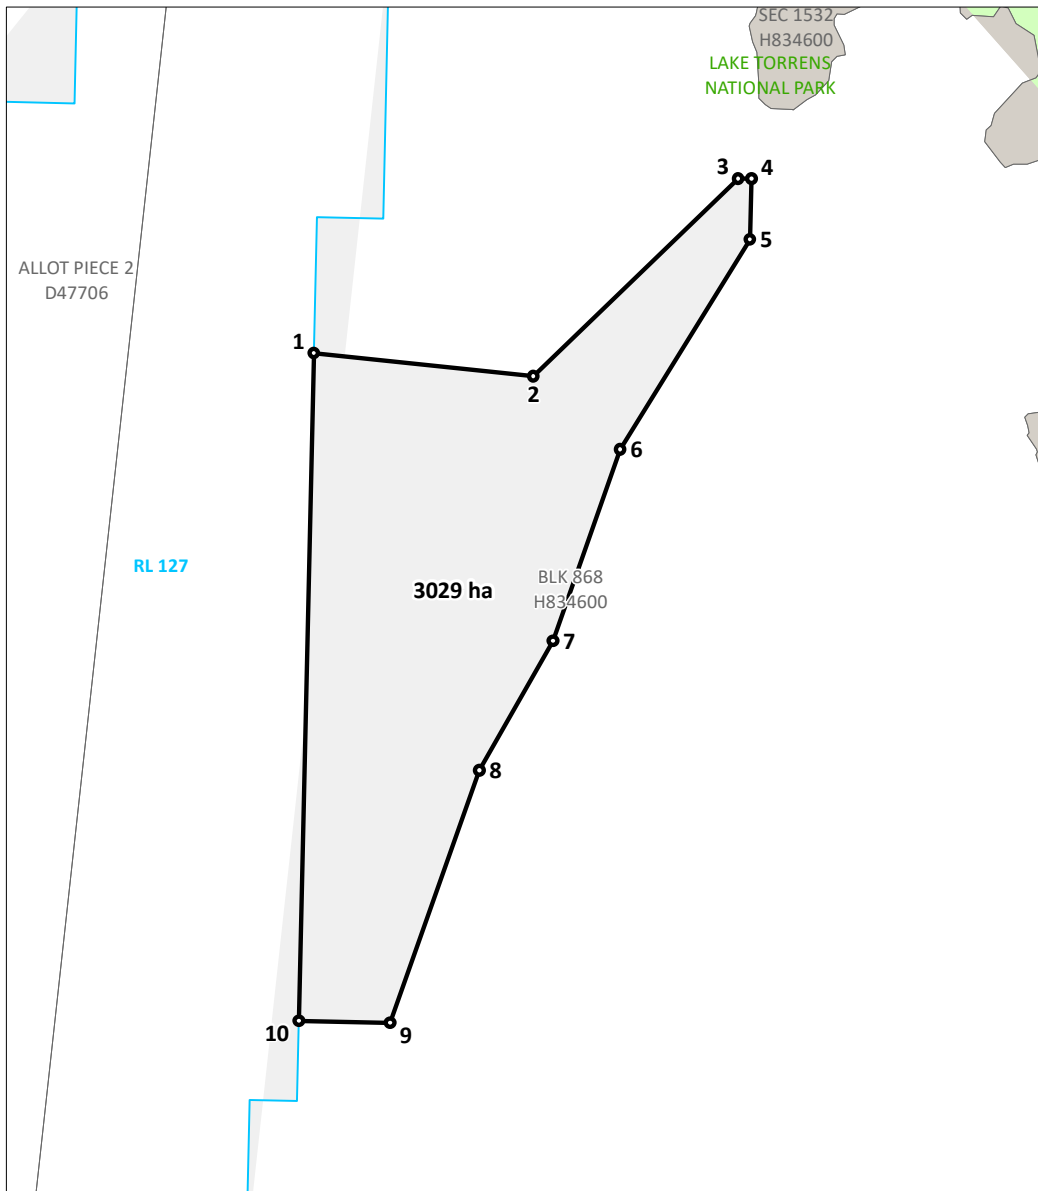 SEC 1532
H834600
LAKE TORRENS
NATIONAL PARK
3
4
5
ALLOT PIECE 2
D47706
1
2
6
RL 127
3029 ha
BLK 868
H834600
7
8
10
9